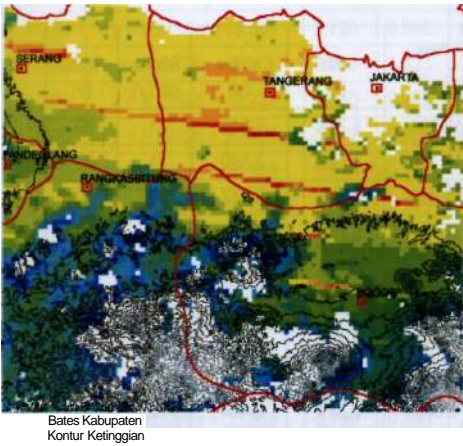 SERANG
TANGERANG
JAKARTA
PANDEGLANG
RANGKASBITUNG
Bates Kabupaten
Kontur Ketinggian